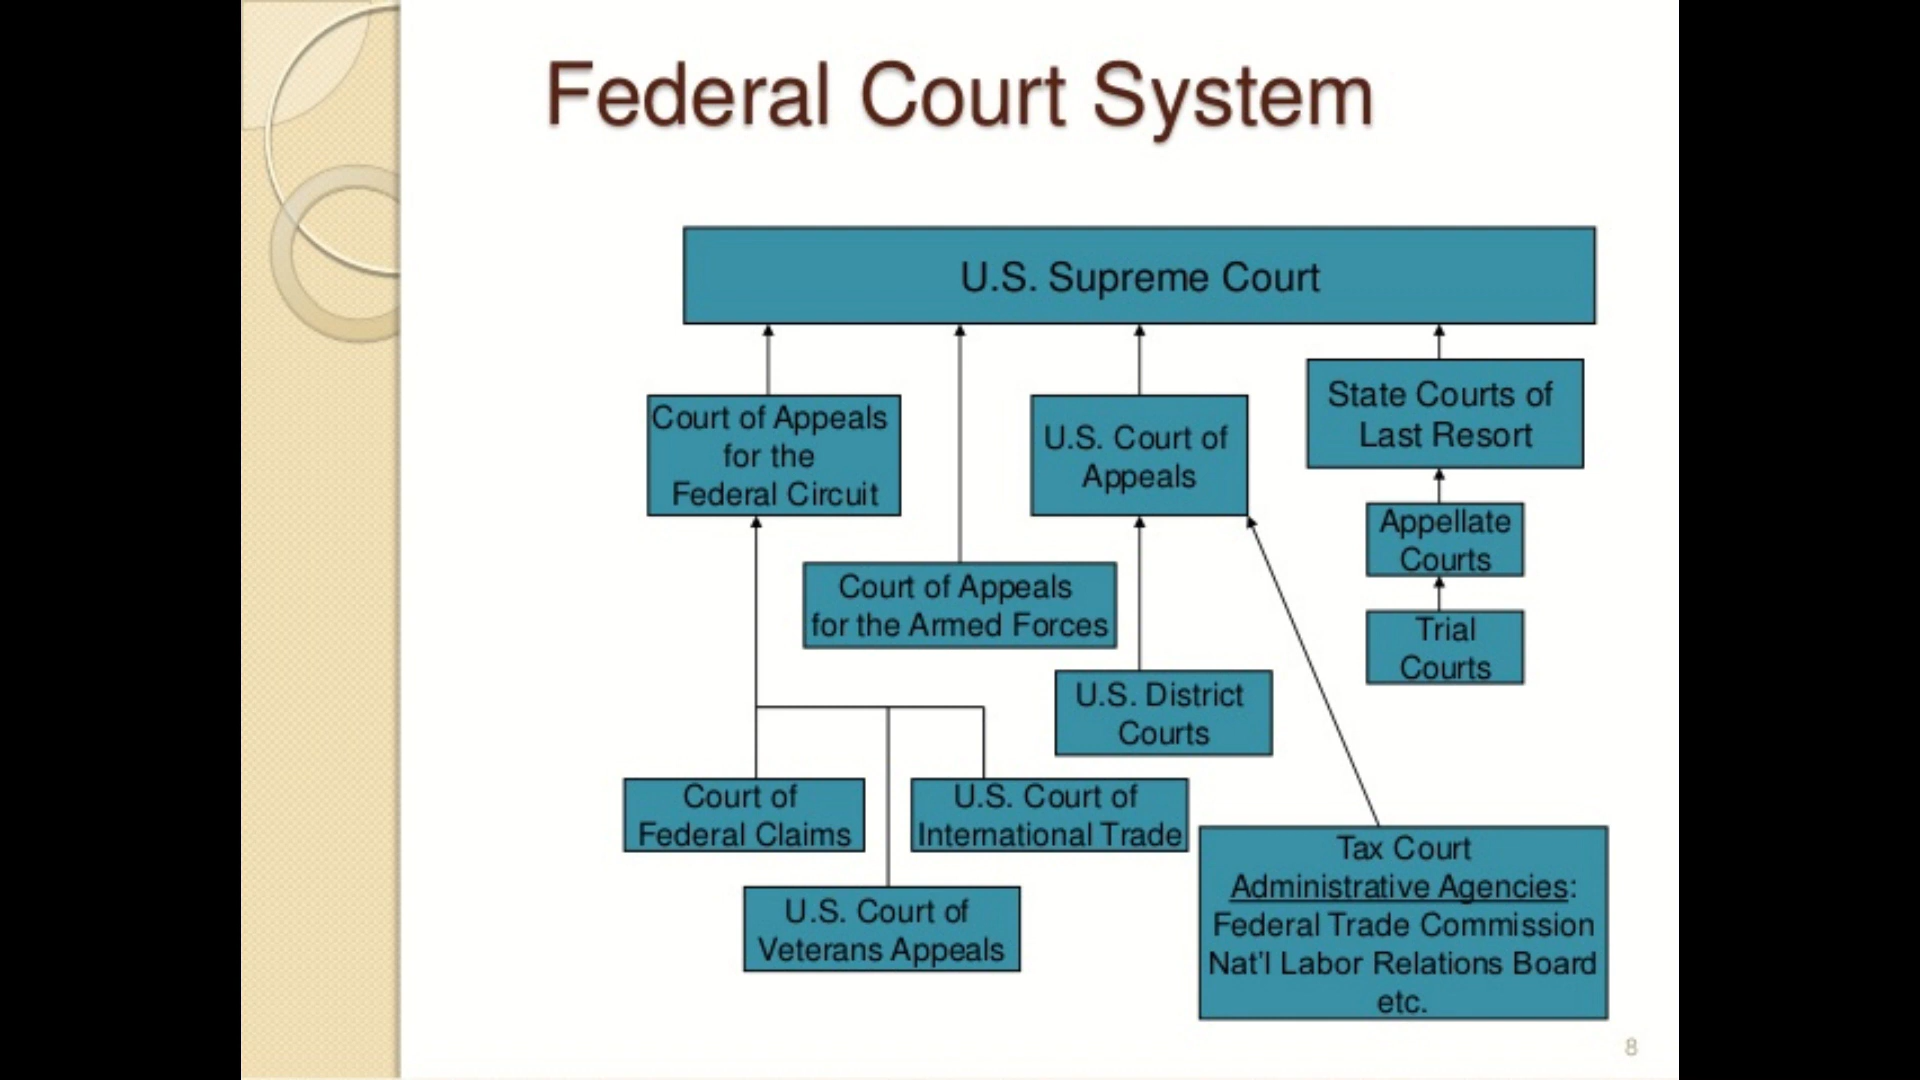 Federal Court System
U.S. Supreme Court
Court of Appeals
for the
Federal Circuit
U.S. Court of
Appeals
State Courts of
Last Resort
Appellate
Courts
Court of Appeals
for the Armed Forces
Trial
Courts
U.S. District
Courts
Court of
Federal Claims
U.S. Court of
International Trade
U.S. Court of
Veterans Appeals
Tax Court
Administrative Agencies:
Federal Trade Commission
Nat'l Labor Relations Board
etc.
8